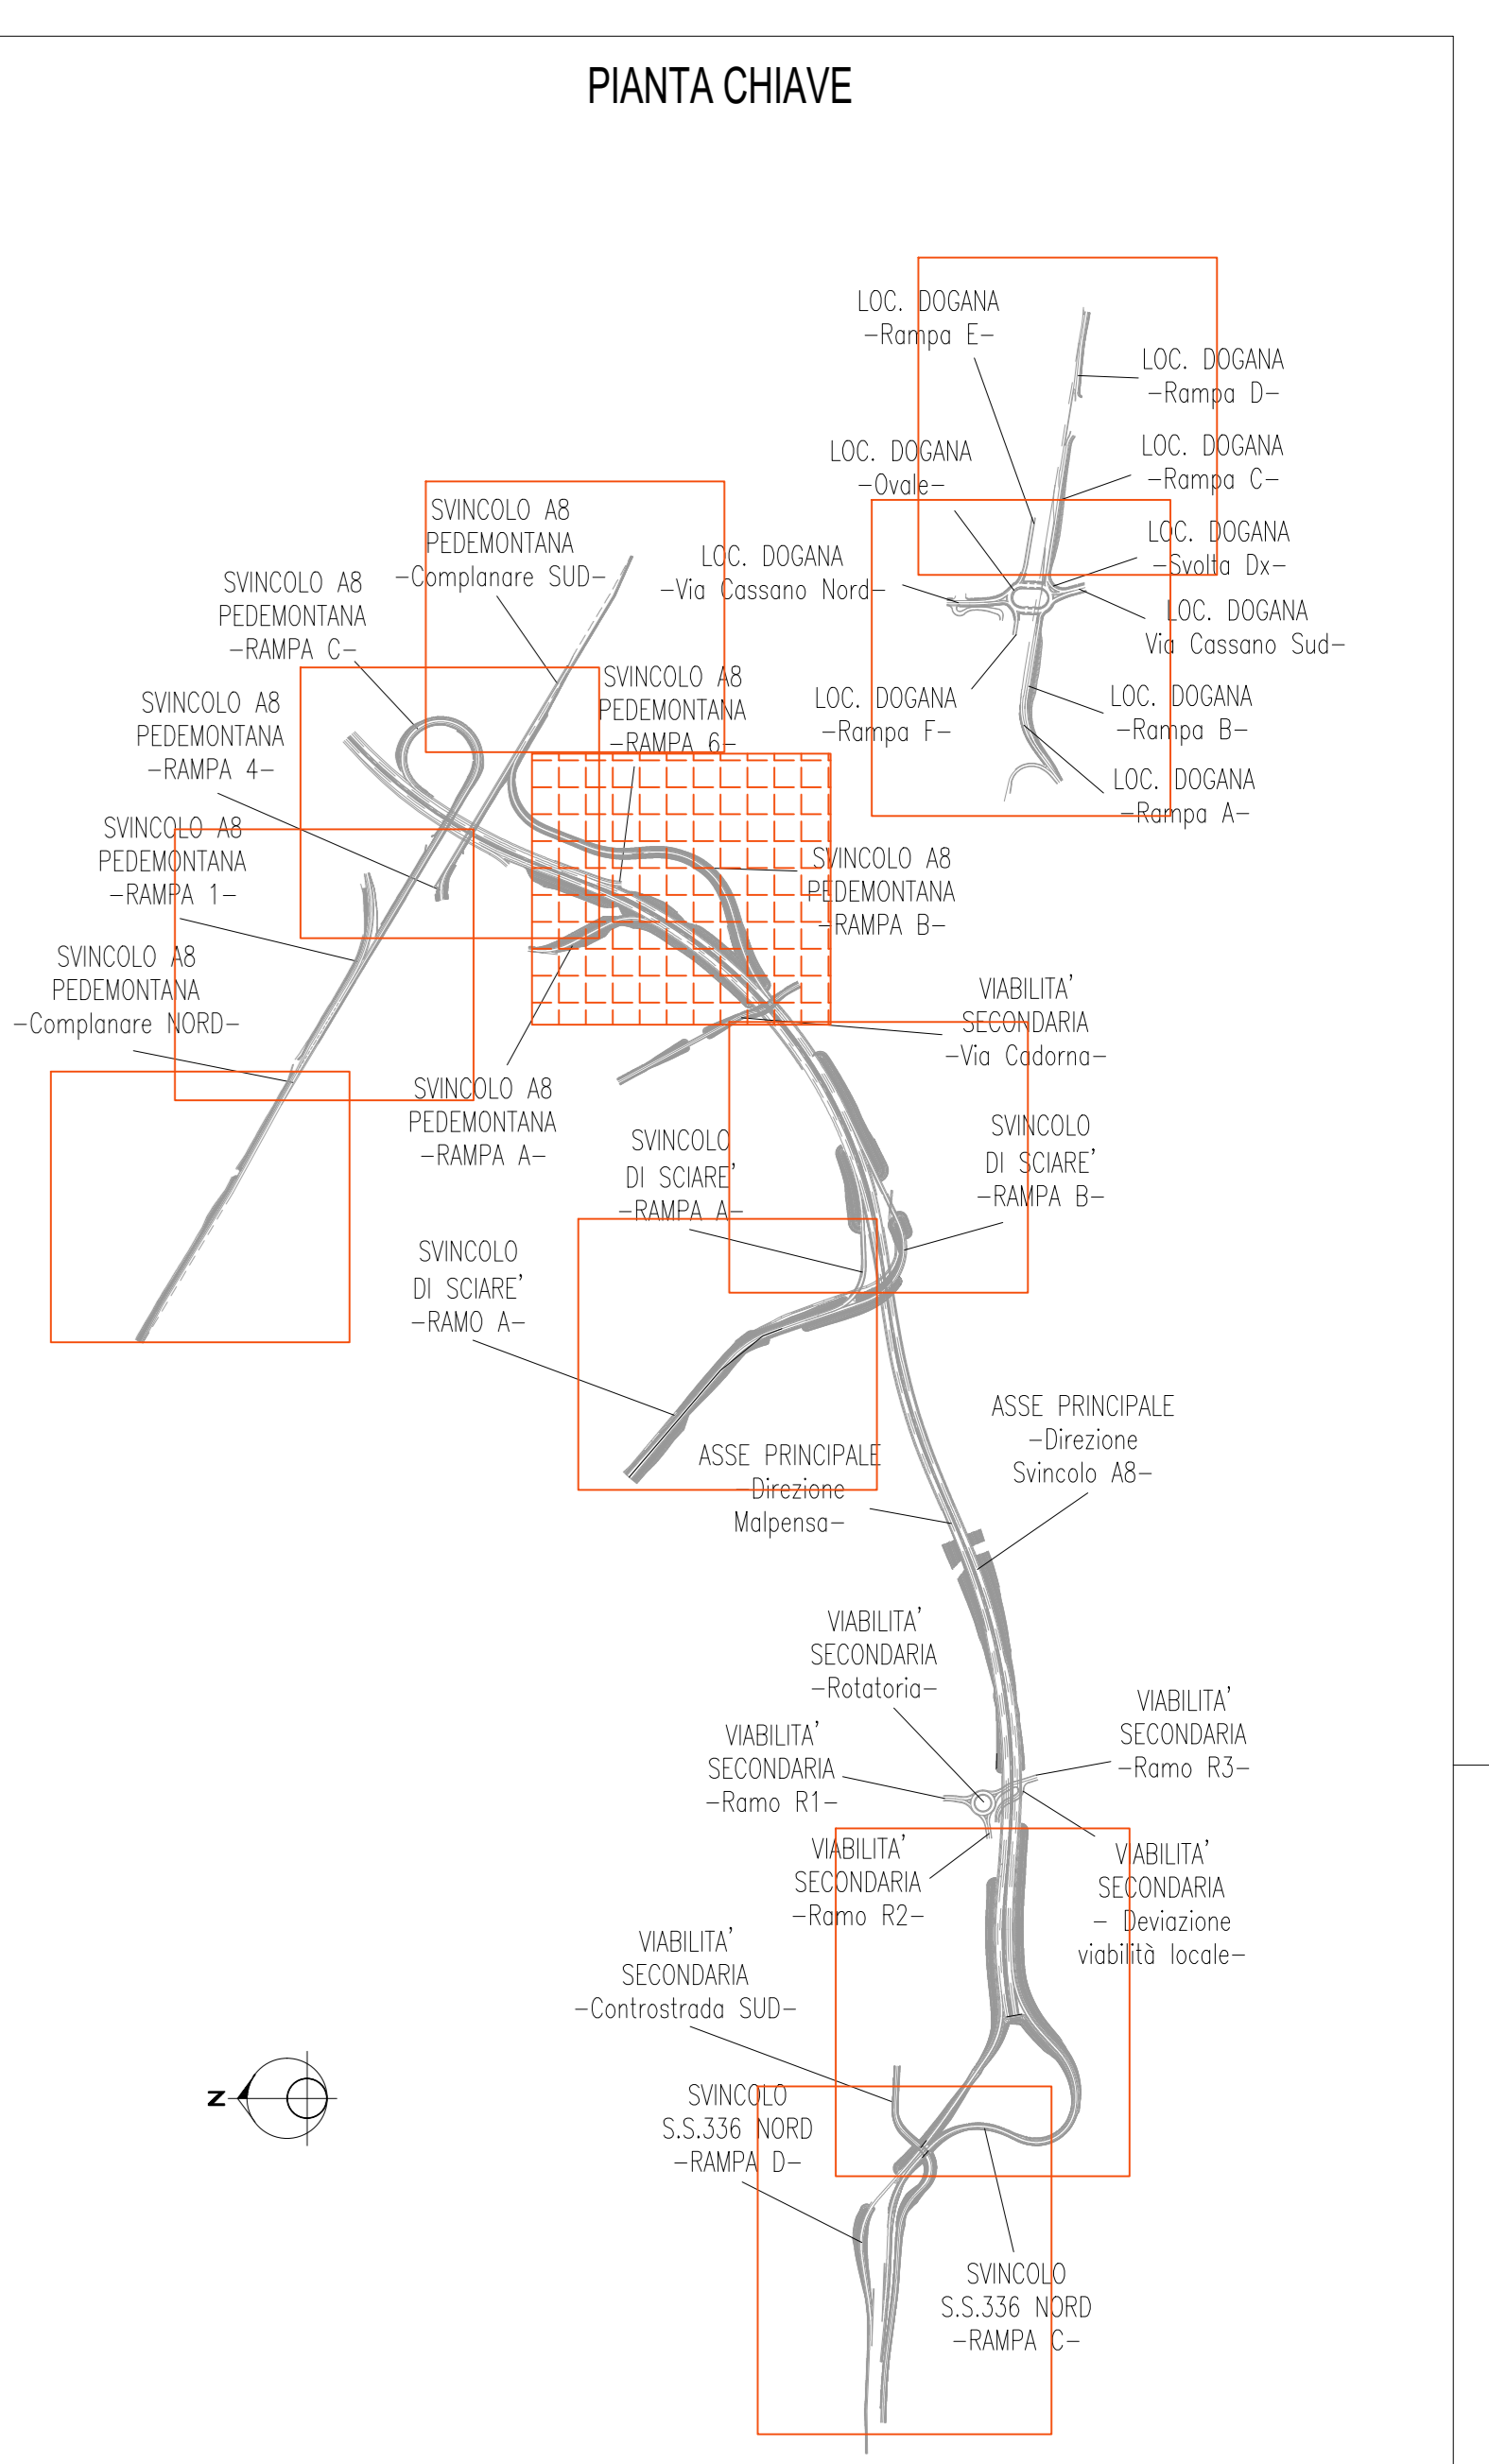 PIANTA CHIAVE
LOC. DOGANA
-Rampa E-
LOC. DOGANA
-Rampa D-
LOC. DOGANA
-Ovale-
LOC. DOGANA
-Rampa C-
SVINCOLO A8
PEDEMONTANA
-Complanare SUD-
LOC. DOGANA
-Svolta Dx-
LOC. DOGANA
-Via Cassano Nord-
SVINCOLO A8
PEDEMONTANA
-RAMPA C-
LOC. DOGANA
Via Cassano Sud-
SVINCOLO A8
PEDEMONTANA
-RAMPA 6-
LOC. DOGANA
-Rampa F-
LOC. DOGANA
-Rampa B-
SVINCOLO A8
PEDEMONTANA
-RAMPA 4-
LOC. DOGANA
-Rampa A-
SVINCOLO A8
PEDEMONTANA
-RAMPA 1-
SVINCOLO A8
PEDEMONTANA
-RAMPA B-
SVINCOLO A8
PEDEMONTANA
-Complanare NORD-
VIABILITA'
SECONDARIA
-Via Cadorna-
SVINCOLO A8
PEDEMONTANA
-RAMPA A-
SVINCOLO
DI SCIARE'
-RAMPA A-
SVINCOLO
DI SCIARE'
-RAMPA B-
SVINCOLO
DI SCIARE'
-RAMO A-
ASSE PRINCIPALE
-Direzione
Svincolo A8-
ASSE PRINCIPALE
-Direzione
Malpensa-
VIABILITA'
SECONDARIA
-Rotatoria-
VIABILITA'
SECONDARIA
-Ramo R3-
VIABILITA'
SECONDARIA
-Ramo R1-
VIABILITA'
SECONDARIA
-Ramo R2-
VIABILITA'
SECONDARIA
- Deviazione
viabilità locale-
VIABILITA'
SECONDARIA
-Controstrada SUD-
N
SVINCOLO
S.S.336 NORD
-RAMPA D-
SVINCOLO
S.S.336 NORD
-RAMPA C-